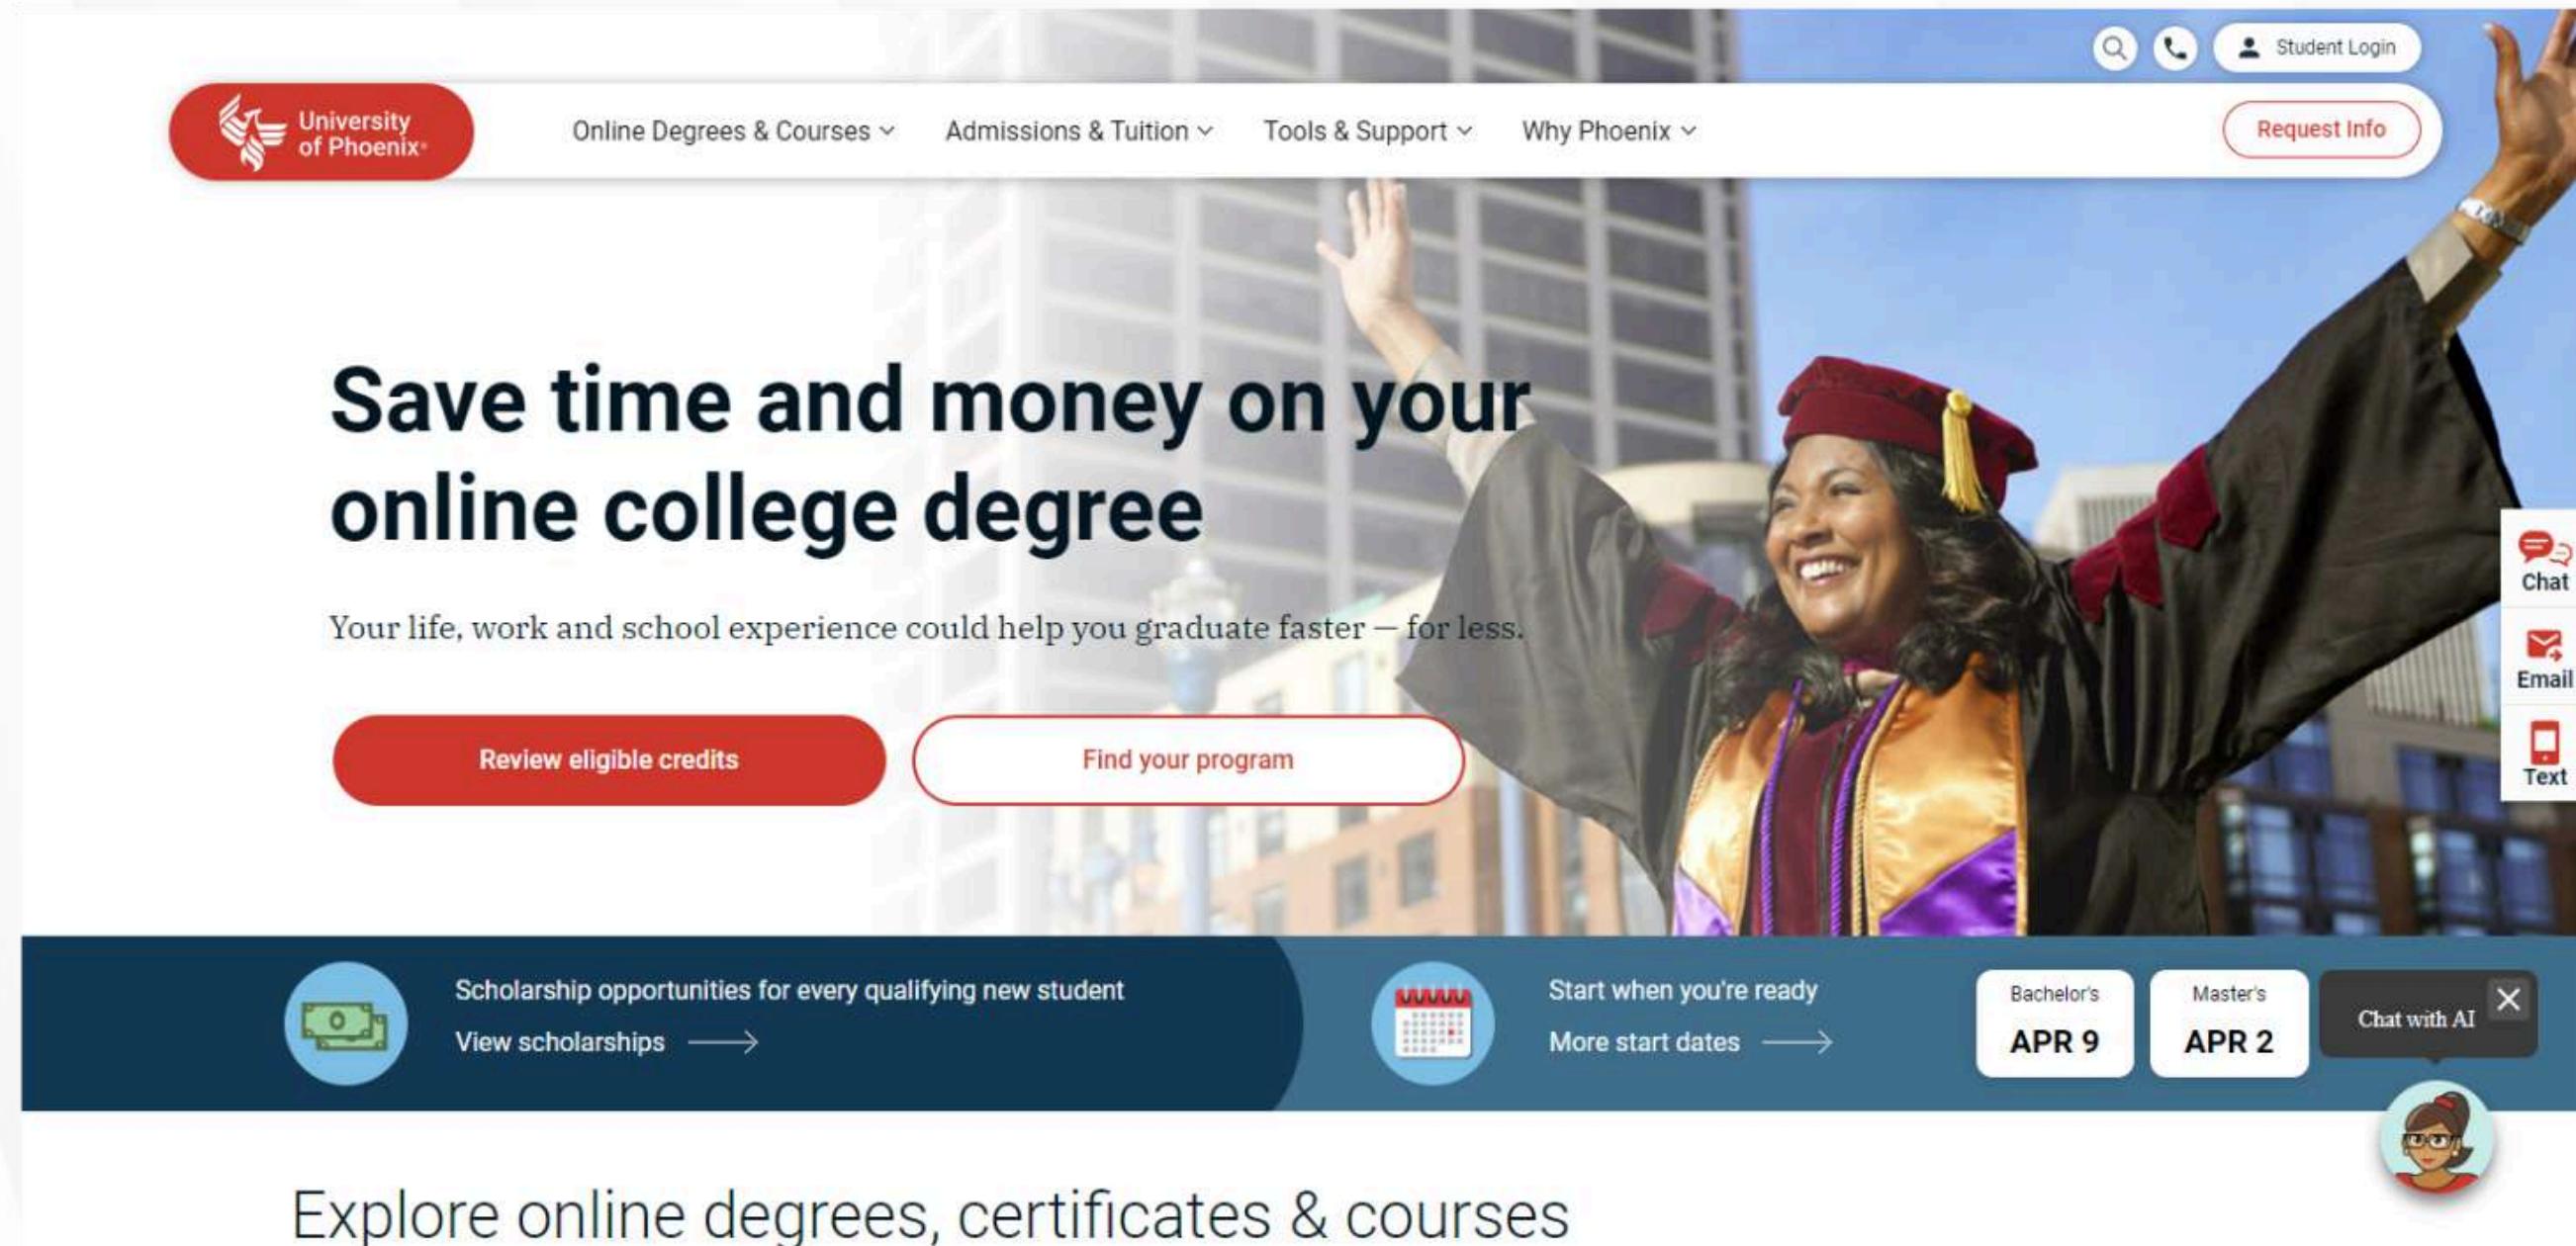 Student Login
University
of Phoenix®
Online Degrees & Courses
Admissions & Tuition
Tools & Support
Why Phoenix
Request Info
Save time and money on your
online college degree
Your life, work and school experience could help you graduate faster — for less.
Review eligible credits
Find your program
Chat
Email
Text
Scholarship opportunities for every qualifying new student
View scholarships
Start when you're ready
More start dates
Bachelor's
APR 9
Master's
APR 2
Chat with AI
Explore online degrees, certificates & courses